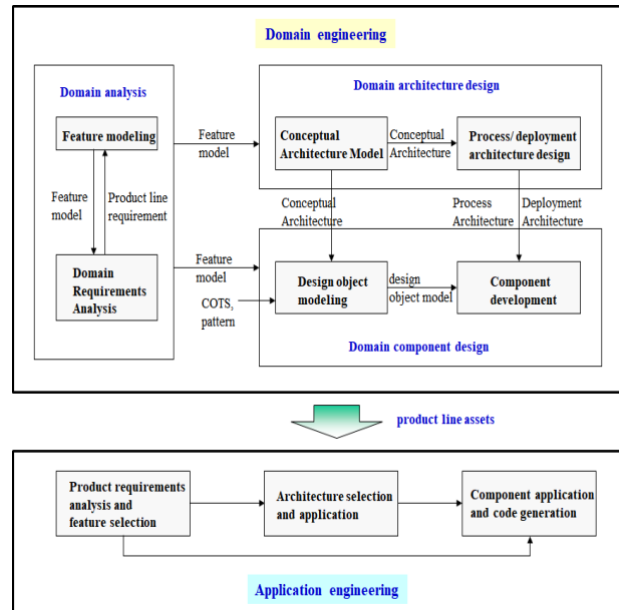 Domain engineering
Domain analysis
Feature modeling
Feature
model
Product line
requirement
Domain
Requirements
Analysis
Feature
model
Feature
model
COTS,
pattern
Domain architecture design
Conceptual
Architecture Model
Conceptual
Architecture
Process/ deployment
architecture design
Conceptual
Architecture
Process
Architecture
Deployment
Architecture
Design object
modeling
design
object model
Component
development
Domain component design
product line assets
Product requirements
analysis and
feature selection
Architecture selection
and application
Component application
and code generation
Application engineering